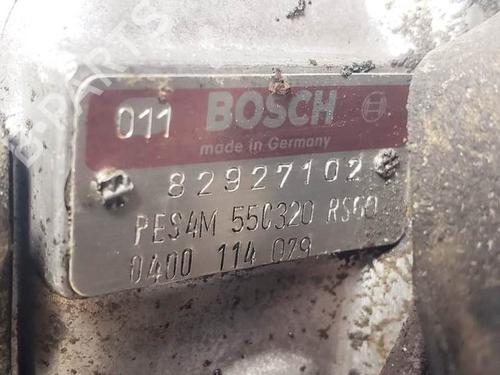 011 BOSCH
made in Germany
82927102
PES4M 55C320 RS60
0400 114 029